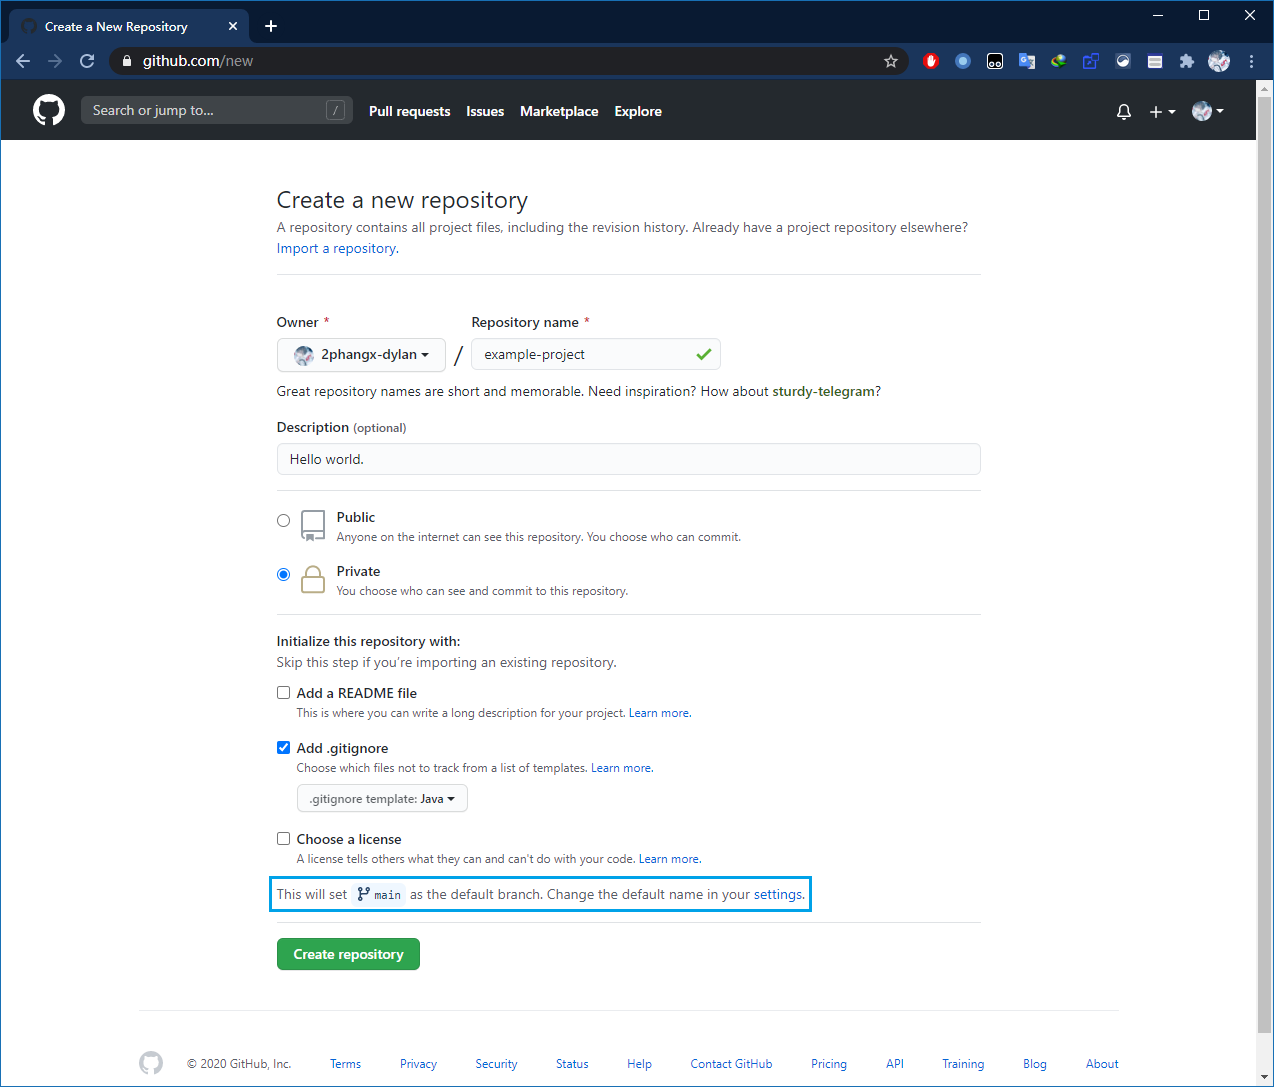 Create a New Repository
github.com/new
Search or jump to... /
Pull requests Issues Marketplace Explore
Create a new repository
A repository contains all project files, including the revision history. Already have a project repository elsewhere?
Import a repository.
Owner * Repository name *
2phangx-dylan / example-project
Great repository names are short and memorable. Need inspiration? How about sturdy-telegram?
Description (optional)
Hello world.
Public
Anyone on the internet can see this repository. You choose who can commit.
Private
You choose who can see and commit to this repository.
Initialize this repository with:
Skip this step if you're importing an existing repository.
Add a README file
This is where you can write a long description for your project. Learn more.
Add .gitignore
Choose which files not to track from a list of templates. Learn more.
.gitignore template: Java
Choose a license
A license tells others what they can and can't do with your code. Learn more.
This will set main as the default branch. Change the default name in your settings.
Create repository
© 2020 GitHub, Inc. Terms Privacy Security Status Help Contact GitHub Pricing API Training Blog About